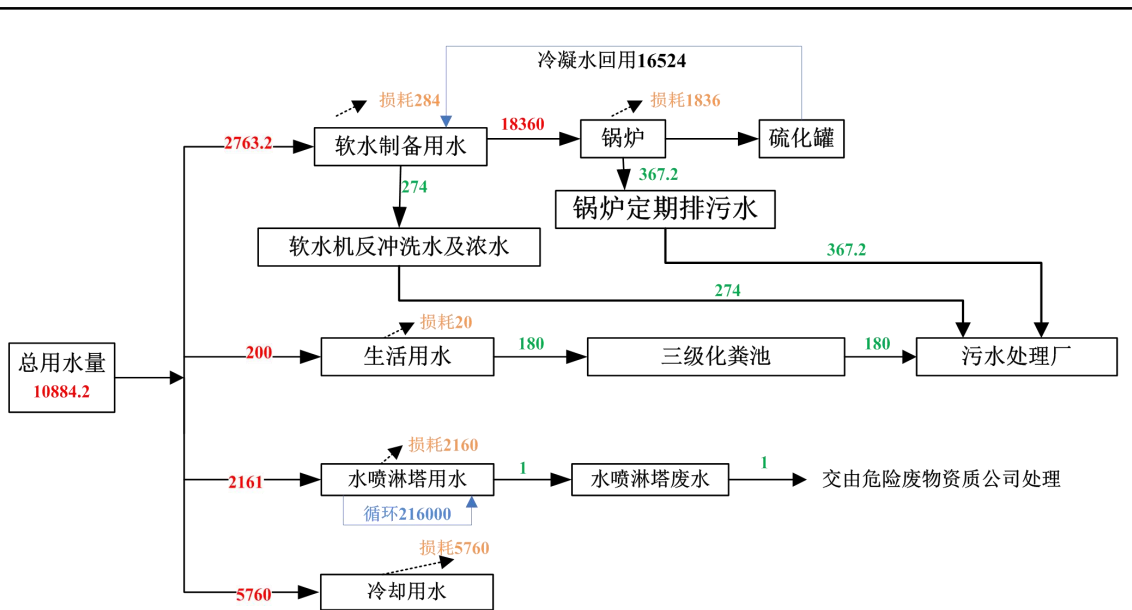 冷凝水回用16524
损耗284
损耗1836
2763.2
软水制备用水
18360
锅炉
硫化罐
274
367.2
锅炉定期排污水
软水机反冲洗水及浓水
367.2
274
损耗20
总用水量
10884.2
200
生活用水
180
三级化粪池
180
污水处理厂
损耗2160
2161
水喷淋塔用水
1
水喷淋塔废水
1
交由危险废物资质公司处理
循环216000
损耗5760
5760
冷却用水